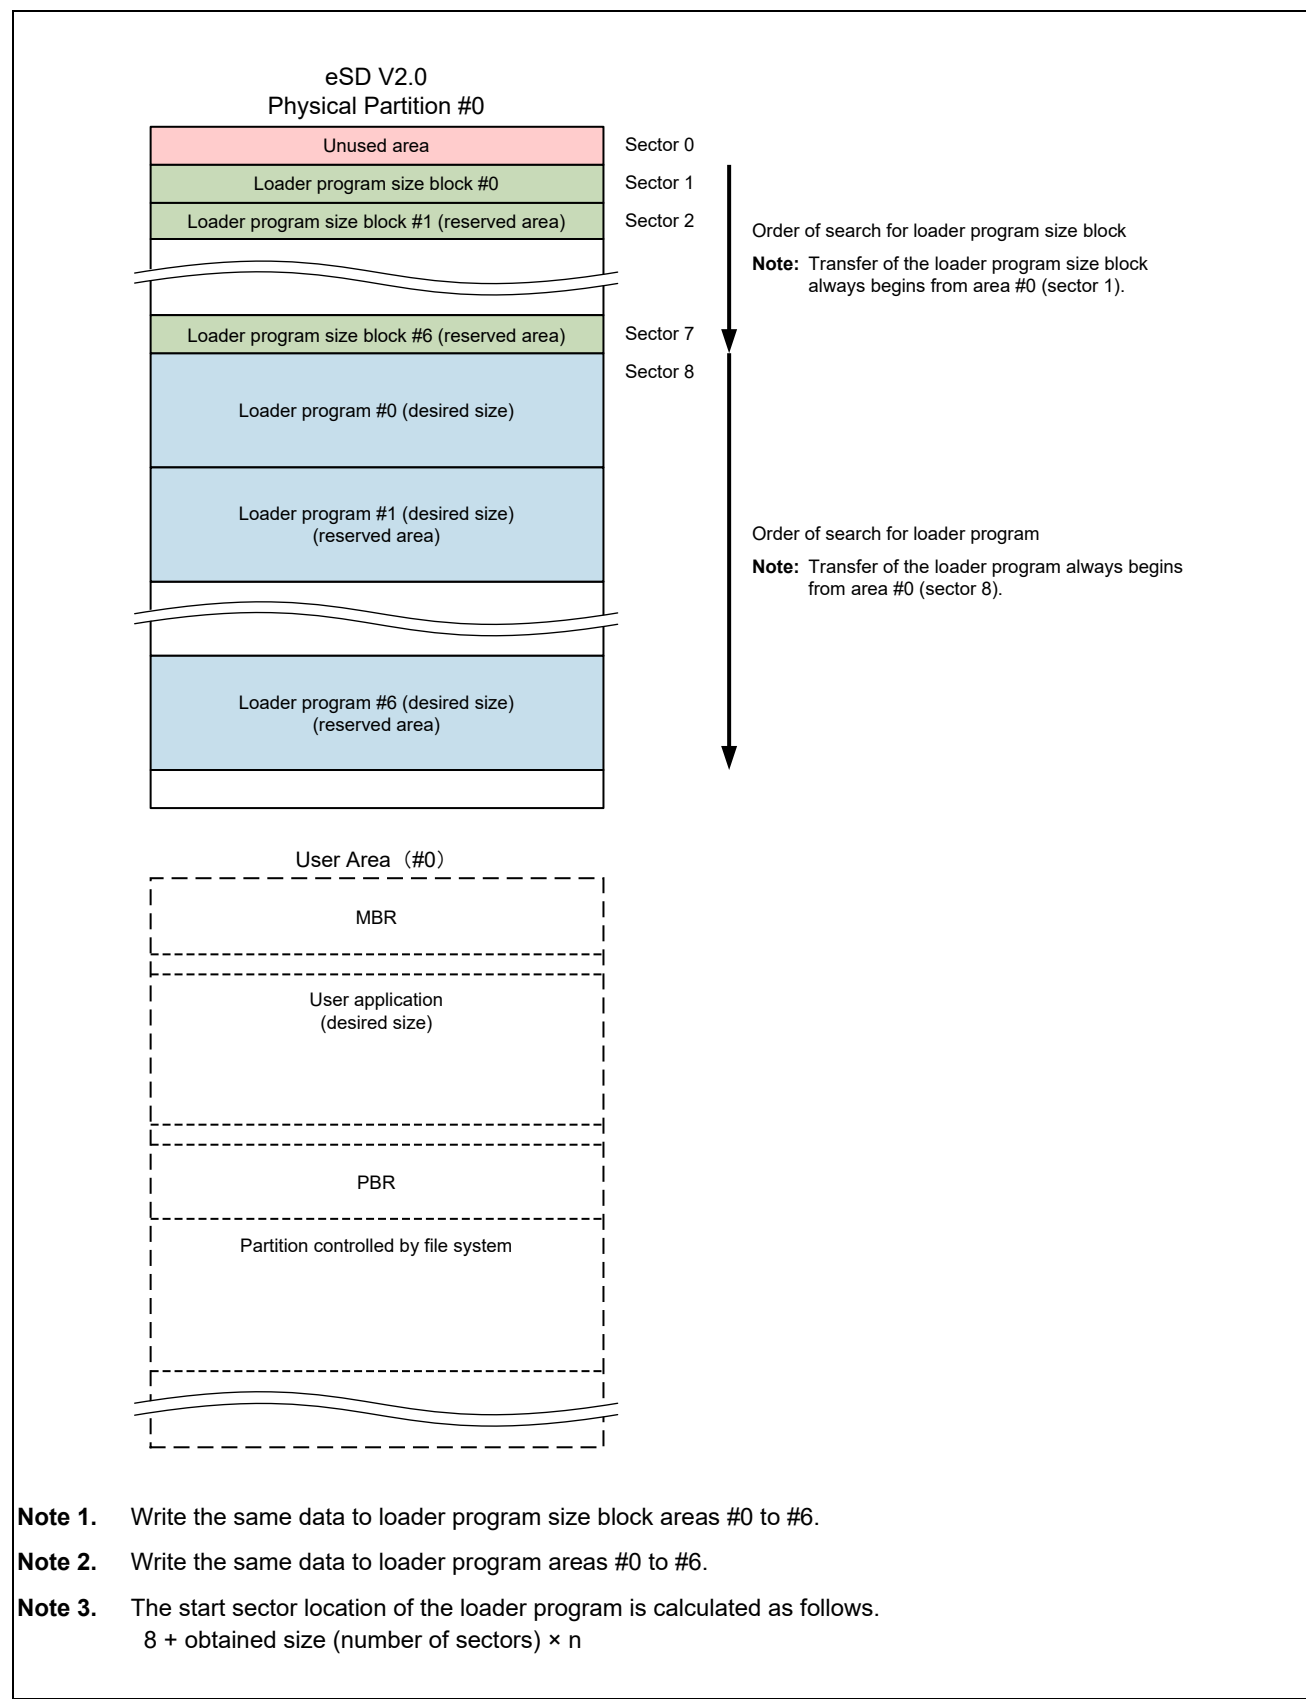 eSD V2.0
Physical Partition #0
Unused area
Sector 0
Loader program size block #0
Sector 1
Loader program size block #1 (reserved area)
Sector 2
Order of search for loader program size block
Note: Transfer of the loader program size block
always begins from area #0 (sector 1).
Loader program size block #6 (reserved area)
Sector 7
Sector 8
Loader program #0 (desired size)
Loader program #1 (desired size)
(reserved area)
Order of search for loader program
Note: Transfer of the loader program always begins
from area #0 (sector 8).
Loader program #6 (desired size)
(reserved area)
User Area（#0）
MBR
User application
(desired size)
PBR
Partition controlled by file system
Note 1. Write the same data to loader program size block areas #0 to #6.
Note 2. Write the same data to loader program areas #0 to #6.
Note 3. The start sector location of the loader program is calculated as follows.
8 + obtained size (number of sectors) × n